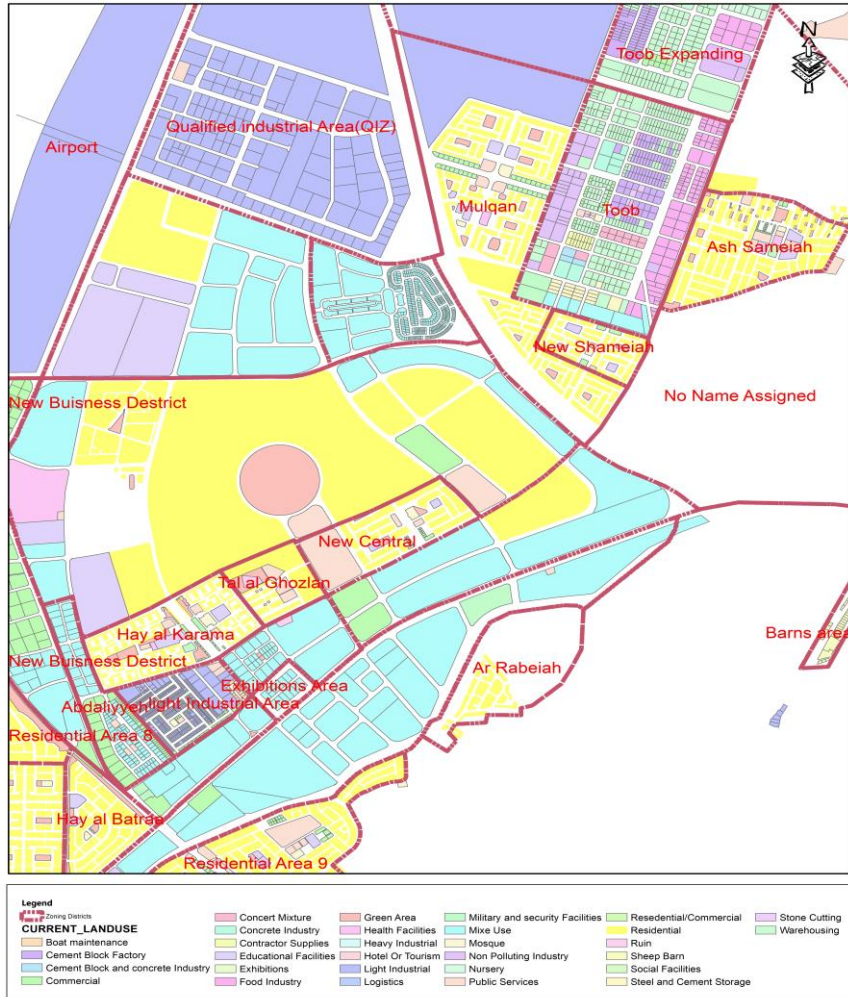 N
Toob Expanding
Qualified industrial Area(QIZ)
Airport
Mulqan
Toob
Ash Sameiah
New Shameiah
No Name Assigned
New Buisness Destrict
New Central
Tal al Ghozlan
Hay al Karama
Barns area
New Buisness Destrict
Ar Rabeiah
Exhibitions Area
Abdaliyyeh
light Industrial Area
Residential Area 8
Hay al Batraa
Residential Area 9
Legend
Zoning Districts
CURRENT_LANDUSE
Boat maintenance
Cement Block Factory
Cement Block and concrete Industry
Commercial
Concert Mixture
Concrete Industry
Contractor Supplies
Educational Facilities
Exhibitions
Food Industry
Green Area
Health Facilities
Heavy Industrial
Hotel Or Tourism
Light Industrial
Logistics
Military and security Facilities
Mixe Use
Mosque
Non Polluting Industry
Nursery
Public Services
Resedential/Commercial
Residential
Ruin
Sheep Barn
Social Facilities
Steel and Cement Storage
Stone Cutting
Warehousing